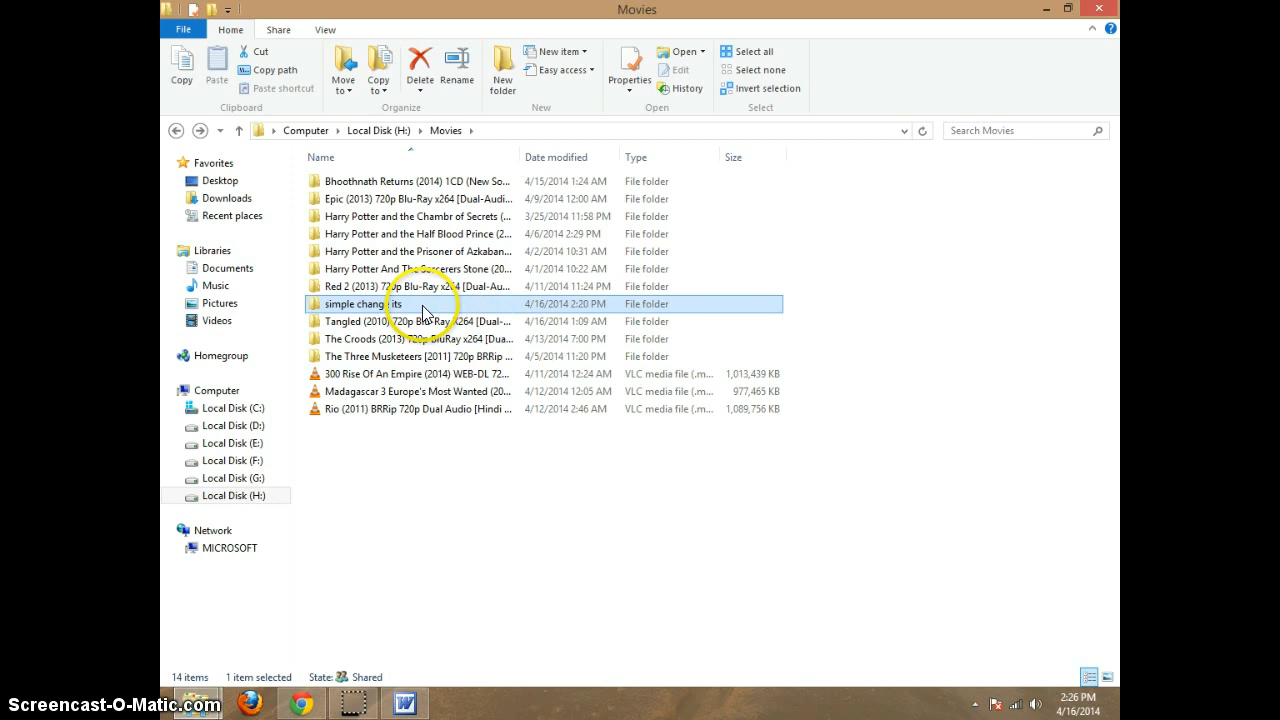 Movies
File Home Share View
Copy Paste Cut Copy path Paste shortcut Move to Copy to Delete Rename New folder New item Easy access Properties Open Edit History Select all Select none Invert selection
Clipboard Organize New Open Select
Computer Local Disk (H:) Movies Search Movies
Name Date modified Type Size
Favorites
Desktop
Downloads
Recent places
Libraries
Documents
Music
Pictures
Videos
Homegroup
Computer
Local Disk (C:)
Local Disk (D:)
Local Disk (E:)
Local Disk (F:)
Local Disk (G:)
Local Disk (H:)
Network
MICROSOFT
Bhoothnath Returns (2014) 1CD (New So... 4/15/2014 1:24 AM File folder
Epic (2013) 720p Blu-Ray x264 [Dual-Audi... 4/9/2014 12:00 AM File folder
Harry Potter and the Chambr of Secrets (... 3/25/2014 11:58 PM File folder
Harry Potter and the Half Blood Prince (2... 4/6/2014 2:29 PM File folder
Harry Potter and the Prisoner of Azkaban... 4/2/2014 10:31 AM File folder
Harry Potter And The Sorcerers Stone (20... 4/1/2014 10:22 AM File folder
Red 2 (2013) 720p Blu-Ray x264 [Dual-Au... 4/11/2014 11:24 PM File folder
simple change its 4/16/2014 2:20 PM File folder
Tangled (2010) 720p Blu-Ray X264 [Dual-... 4/16/2014 1:09 AM File folder
The Croods (2013) 720p BluRay x264 [Dua... 4/13/2014 7:00 PM File folder
The Three Musketeers [2011] 720p BRRip ... 4/5/2014 11:20 PM File folder
300 Rise Of An Empire (2014) WEB-DL 72... 4/11/2014 12:24 AM VLC media file (.m... 1,013,439 KB
Madagascar 3 Europe's Most Wanted (20... 4/12/2014 12:05 AM VLC media file (.m... 977,465 KB
Rio (2011) BRRip 720p Dual Audio [Hindi ... 4/12/2014 2:46 AM VLC media file (.m... 1,089,756 KB
14 items 1 item selected State: Shared
Screencast-O-Matic.com
2:26 PM
4/16/2014